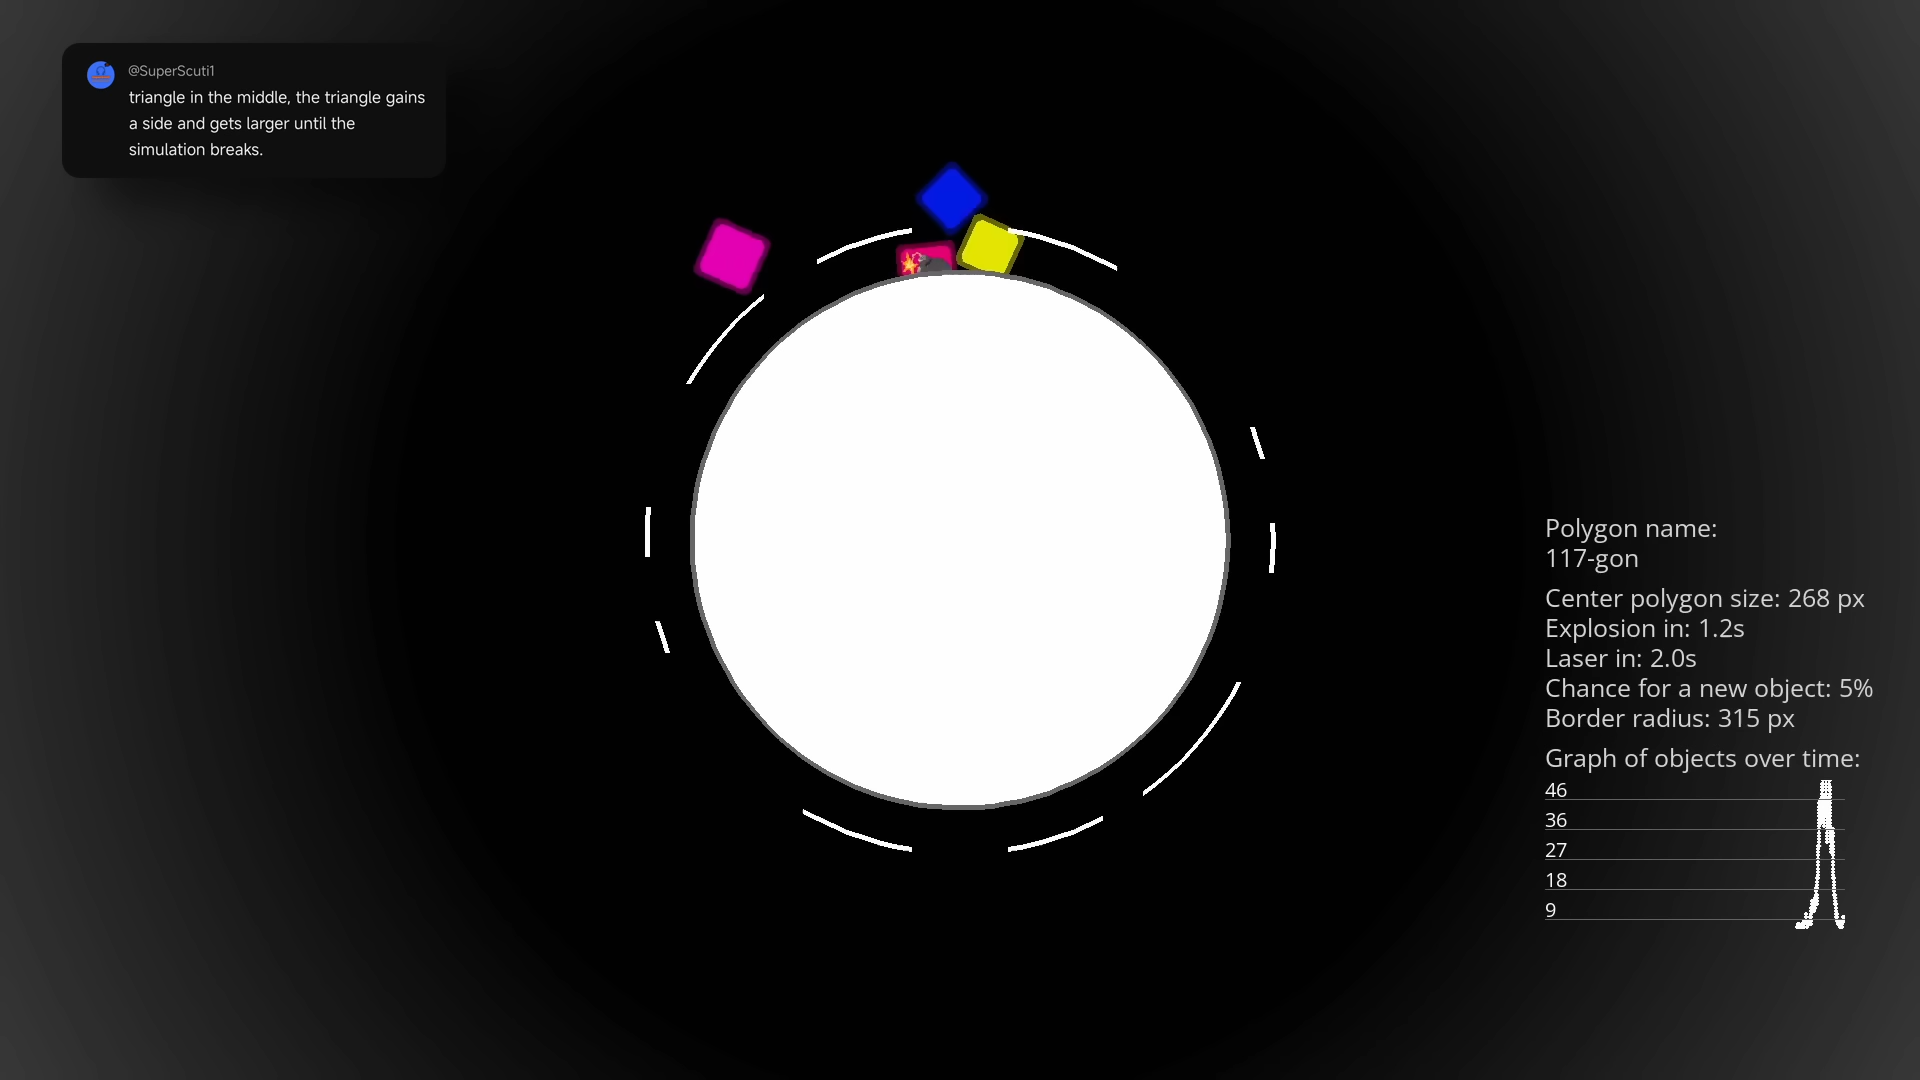 @SuperScuti1
triangle in the middle, the triangle gains
a side and gets larger until the
simulation breaks.
Polygon name:
117-gon
Center polygon size: 268 px
Explosion in: 1.2s
Laser in: 2.0s
Chance for a new object: 5%
Border radius: 315 px
Graph of objects over time:
46
36
27
18
9